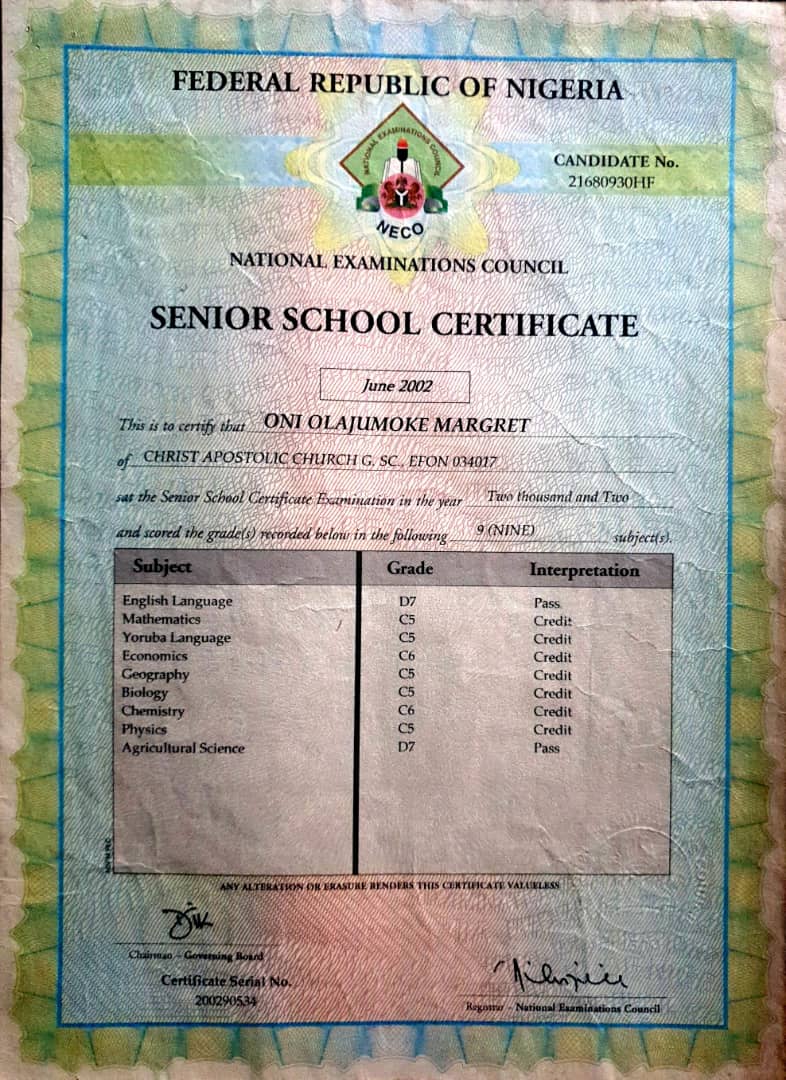 FEDERAL REPUBLIC OF NIGERIA
NATIONAL EXAMINATIONS COUNCIL
NECO
CANDIDATE No.
21680930HF
NATIONAL EXAMINATIONS COUNCIL
SENIOR SCHOOL CERTIFICATE
June 2002
This is to certify that ONI OLAJUMOKE MARGRET
of CHRIST APOSTOLIC CHURCH G. SC., EFON 034017
sat the Senior School Certificate Examination in the year Two thousand and Two
and scored the grade(s) recorded below in the following 9 (NINE) subject(s).
Subject Grade Interpretation
English Language D7 Pass
Mathematics C5 Credit
Yoruba Language C5 Credit
Economics C6 Credit
Geography C5 Credit
Biology C5 Credit
Chemistry C6 Credit
Physics C5 Credit
Agricultural Science D7 Pass
ANY ALTERATION OR ERASURE RENDERS THIS CERTIFICATE VALUELESS
Chairman – Governing Board
Certificate Serial No.
200290534
Registrar – National Examinations Council